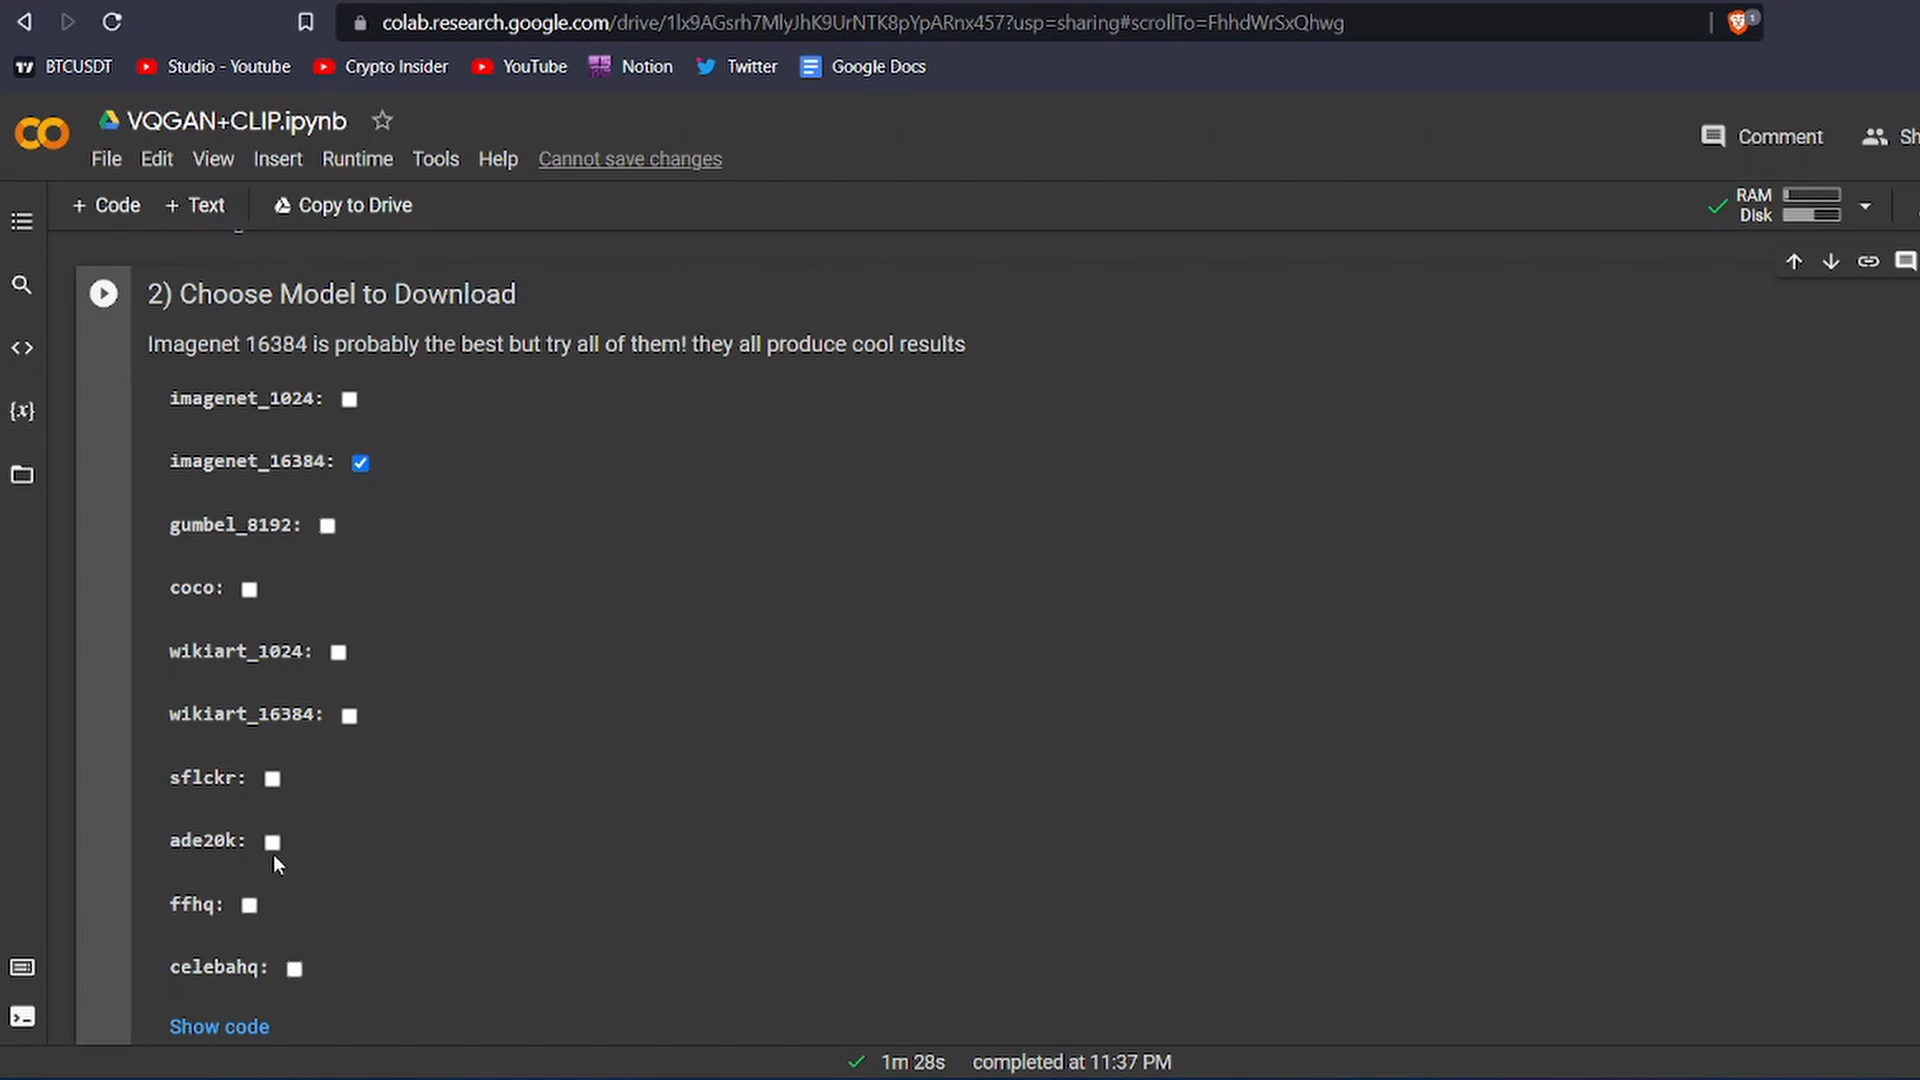 colab.research.google.com/drive/1lx9AGsrh7MlyJhK9UrNTK8pYpARnx457?usp=sharing#scrollTo=FhhdWrSxQhwg
1
BTCUSDT Studio - Youtube Crypto Insider YouTube Notion Twitter Google Docs
VQGAN+CLIP.ipynb
Comment Sh
File Edit View Insert Runtime Tools Help Cannot save changes
+ Code + Text Copy to Drive
RAM
Disk
2) Choose Model to Download
Imagenet 16384 is probably the best but try all of them! they all produce cool results
imagenet_1024:
imagenet_16384:
gumbel_8192:
coco:
wikiart_1024:
wikiart_16384:
sflckr:
ade20k:
ffhq:
celebahq:
Show code
1m 28s completed at 11:37 PM